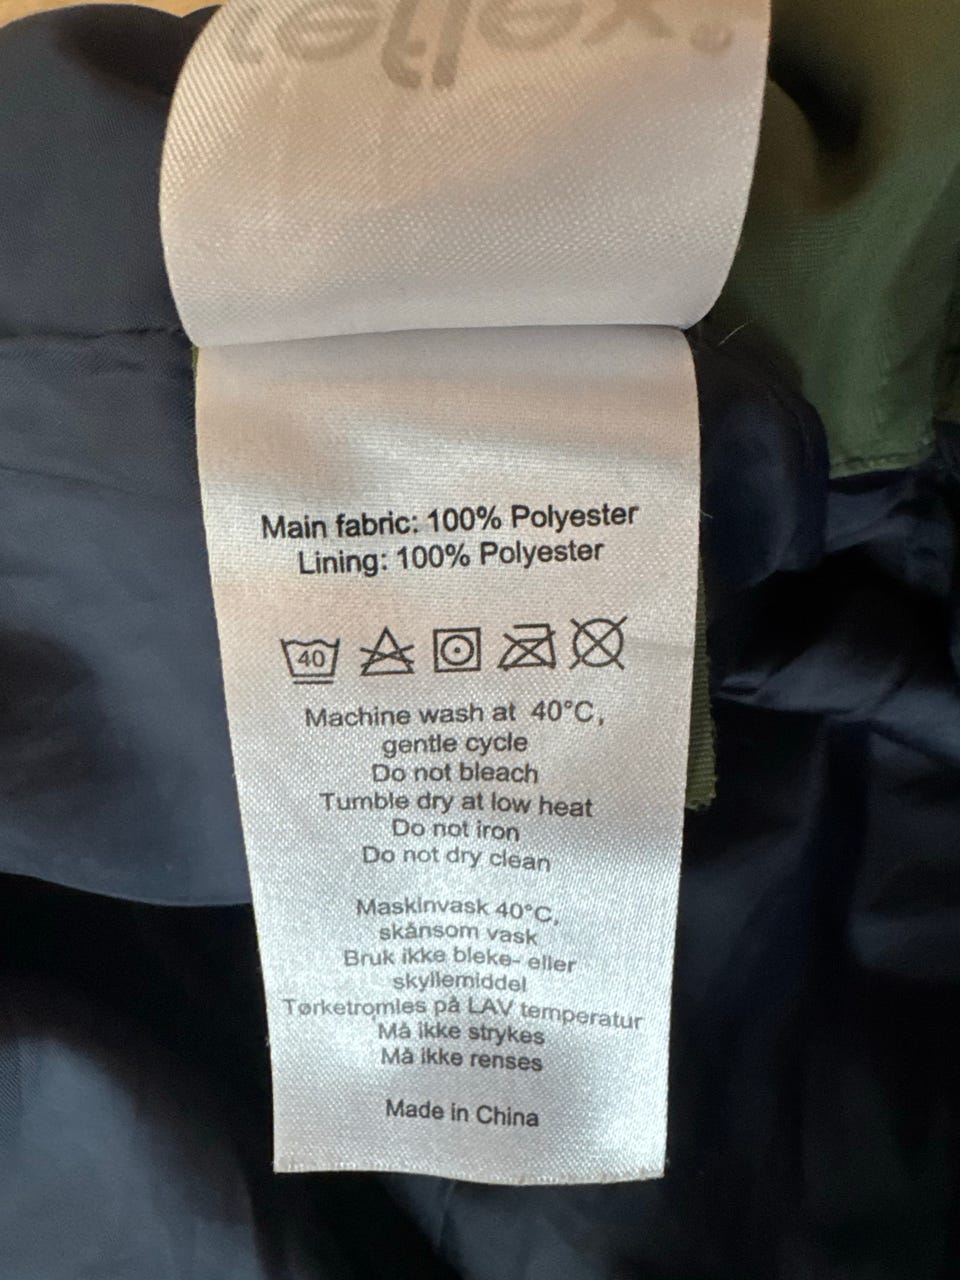 Main fabric: 100% Polyester
Lining: 100% Polyester
40
Machine wash at 40°C,
gentle cycle
Do not bleach
Tumble dry at low heat
Do not iron
Do not dry clean
Maskinvask 40°C,
skånsom vask
Bruk ikke bleke- eller
skyllemiddel
Tørketromles på LAV temperatur
Må ikke strykes
Må ikke renses
Made in China